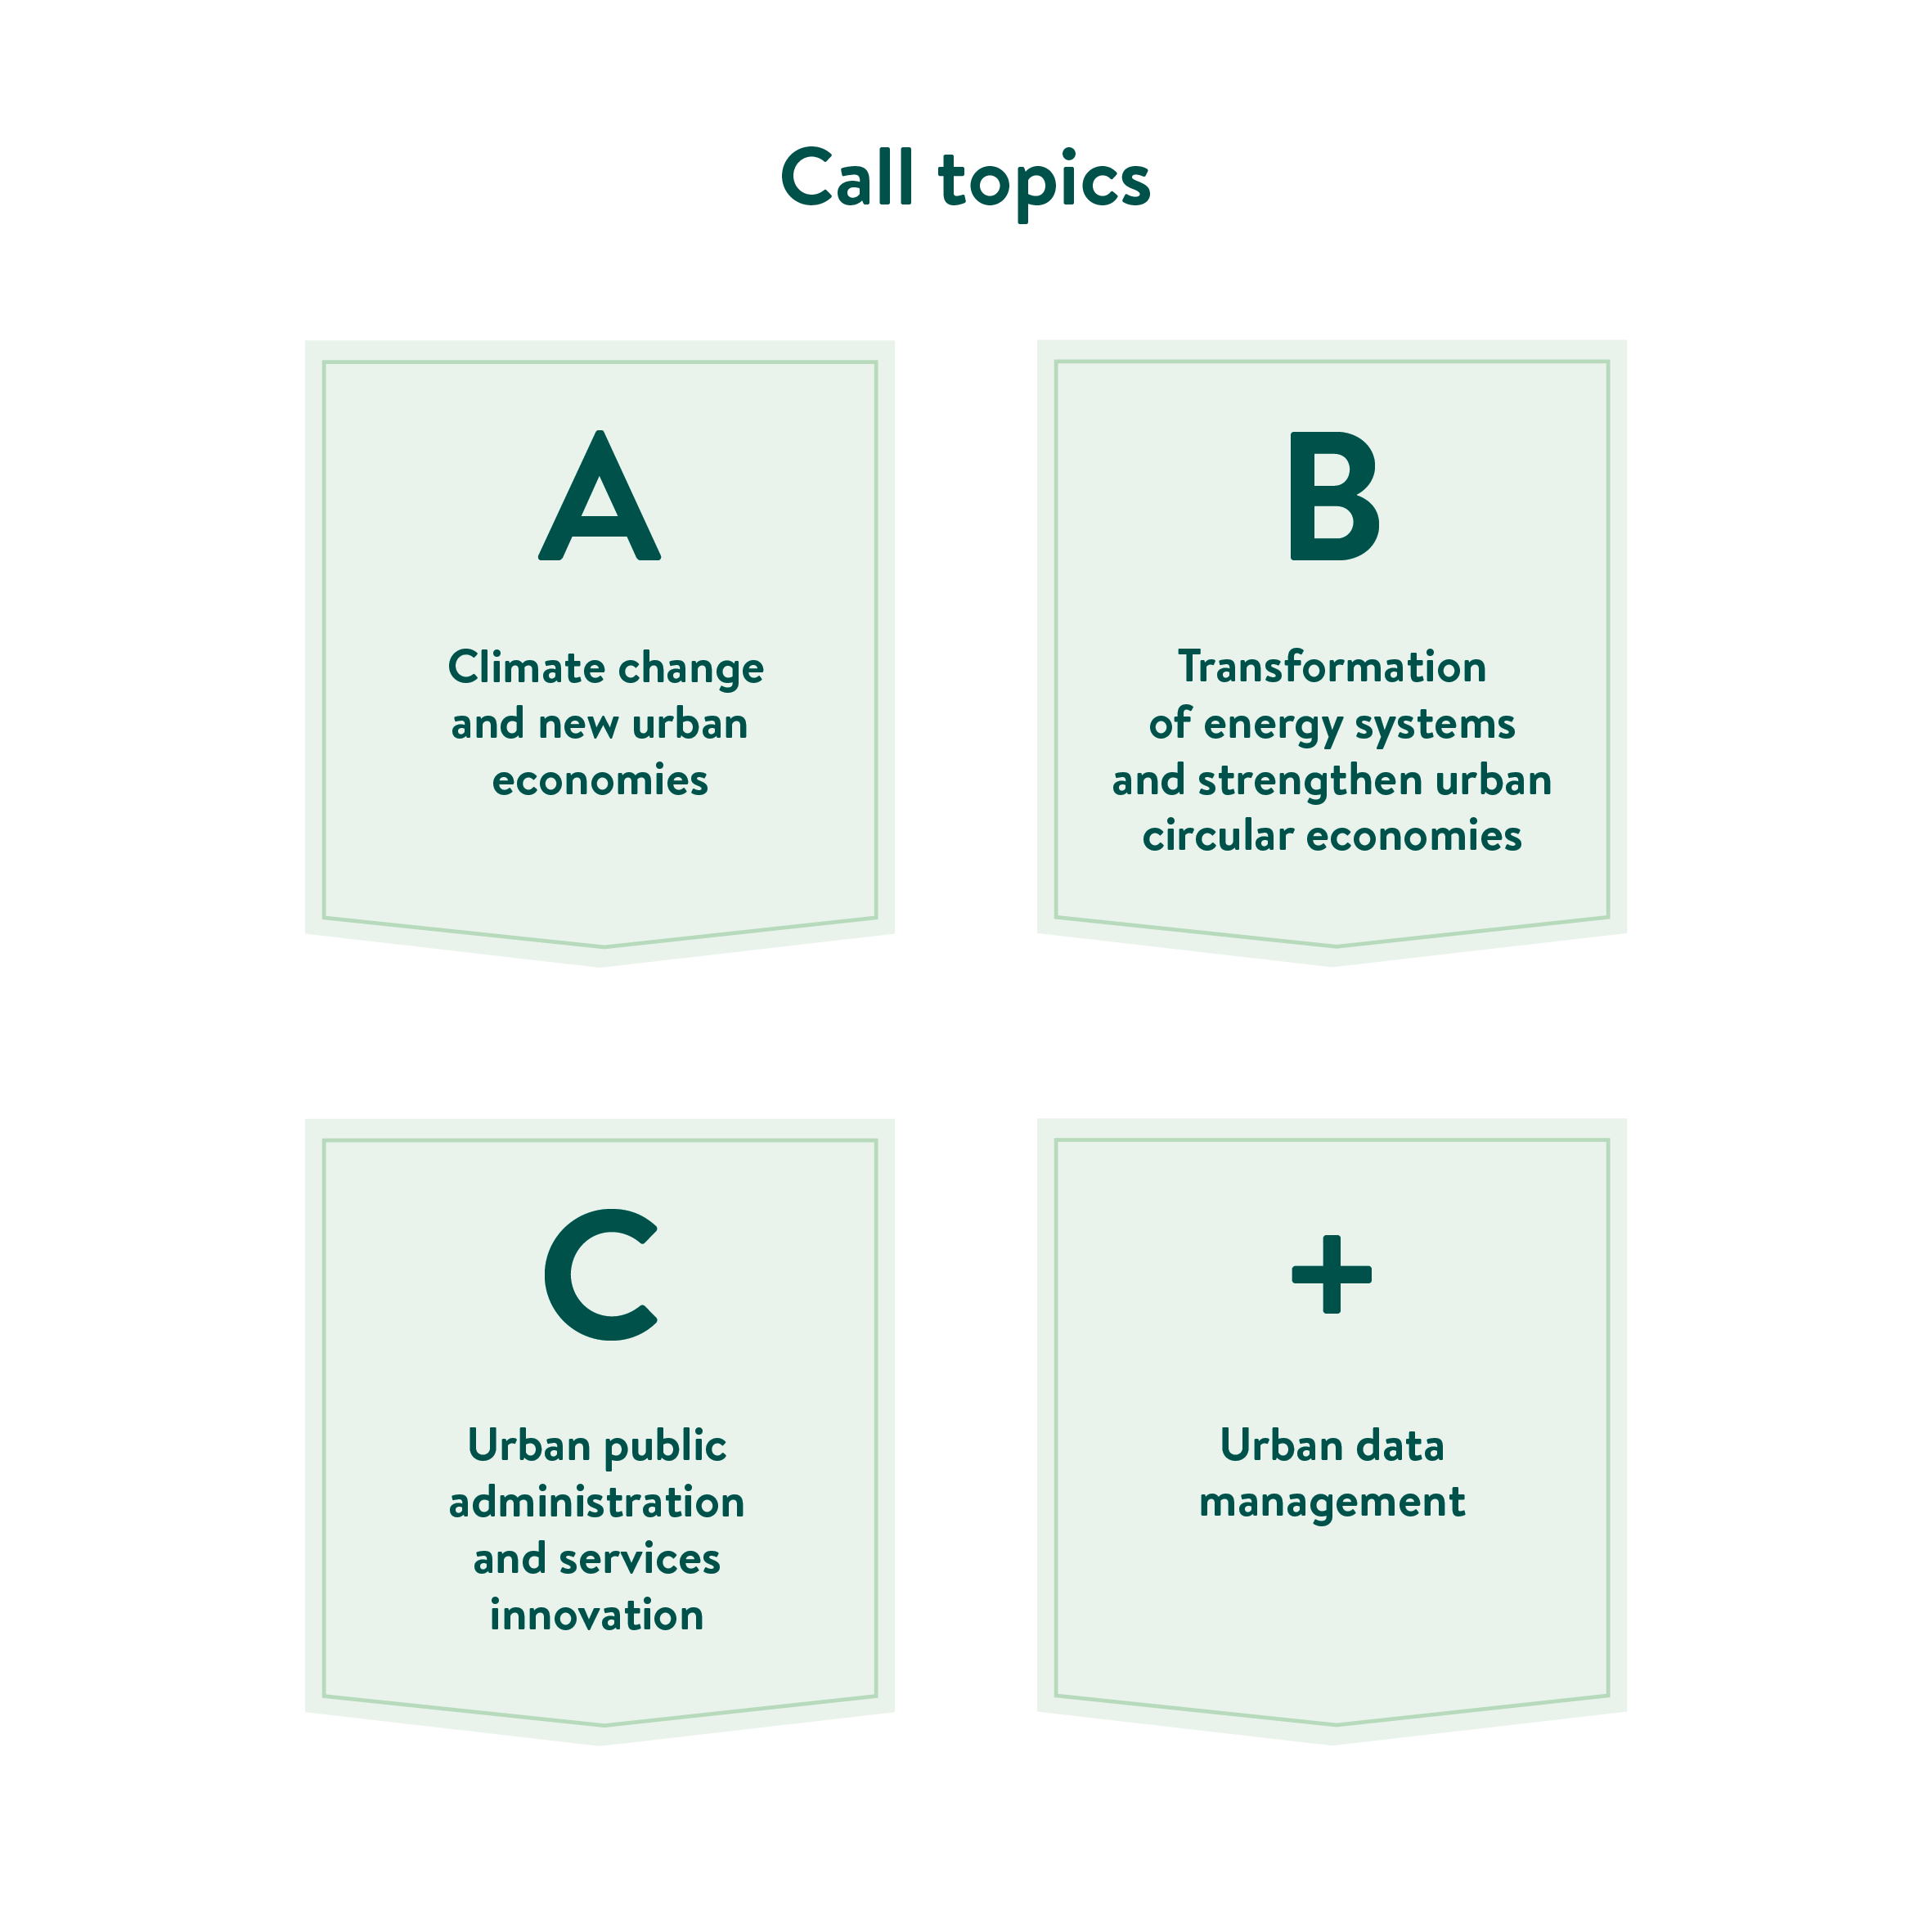 Call topics
A
Climate change
and new urban
economies
B
Transformation
of energy systems
and strengthen urban
circular economies
C
Urban public
administration
and services
innovation
+
Urban data
management